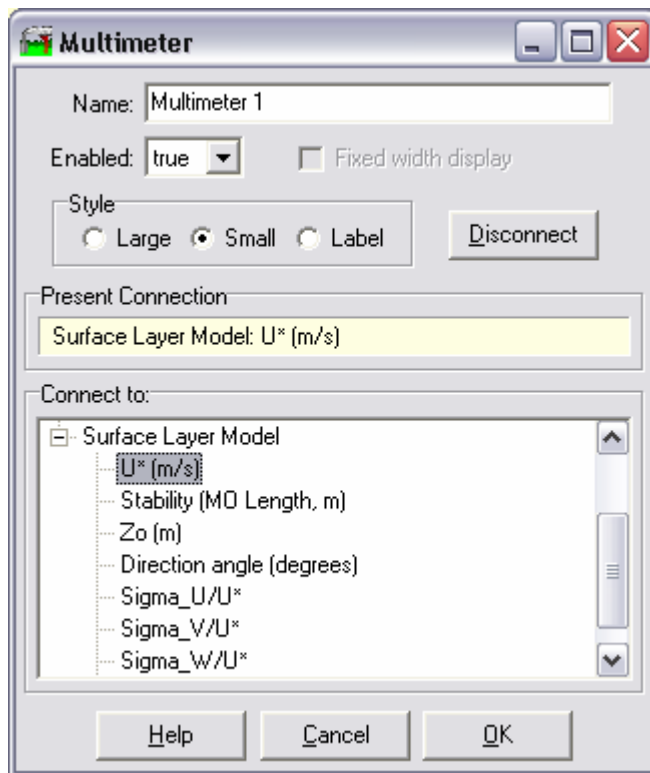 Multimeter
Name: Multimeter 1
Enabled: true Fixed width display
Style
Large Small Label Disconnect
Present Connection
Surface Layer Model: U* (m/s)
Connect to:
Surface Layer Model
U* (m/s)
Stability (MO Length, m)
Zo (m)
Direction angle (degrees)
Sigma_U/U*
Sigma_V/U*
Sigma_W/U*
Help Cancel OK